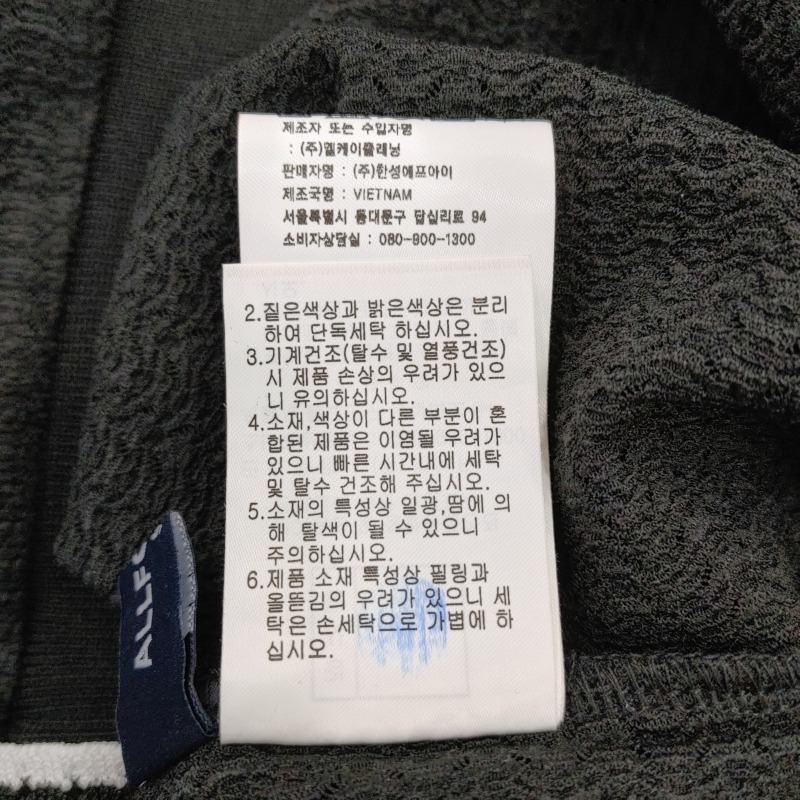 제조자 또는 수입자명
: (주)엘케이플래닝
판매자명 : (주)한성에프아이
제조국명 : VIETNAM
서울특별시 동대문구 답십리로 94
소비자상담실 : 080-900-1300
2.짙은색상과 밝은색상은 분리
하여 단독세탁 하십시오.
3.기계건조(탈수 및 열풍건조)
시 제품 손상의 우려가 있으
니 유의하십시오.
4.소재,색상이 다른 부분이 혼
합된 제품은 이염될 우려가
있으니 빠른 시간내에 세탁
및 탈수 건조해 주십시오.
5.소재의 특성상 일광,땀에 의
해 탈색이 될 수 있으니
주의하십시오.
6.제품 소재 특성상 필링과
올뜯김의 우려가 있으니 세
탁은 손세탁으로 가볍에 하
십시오.